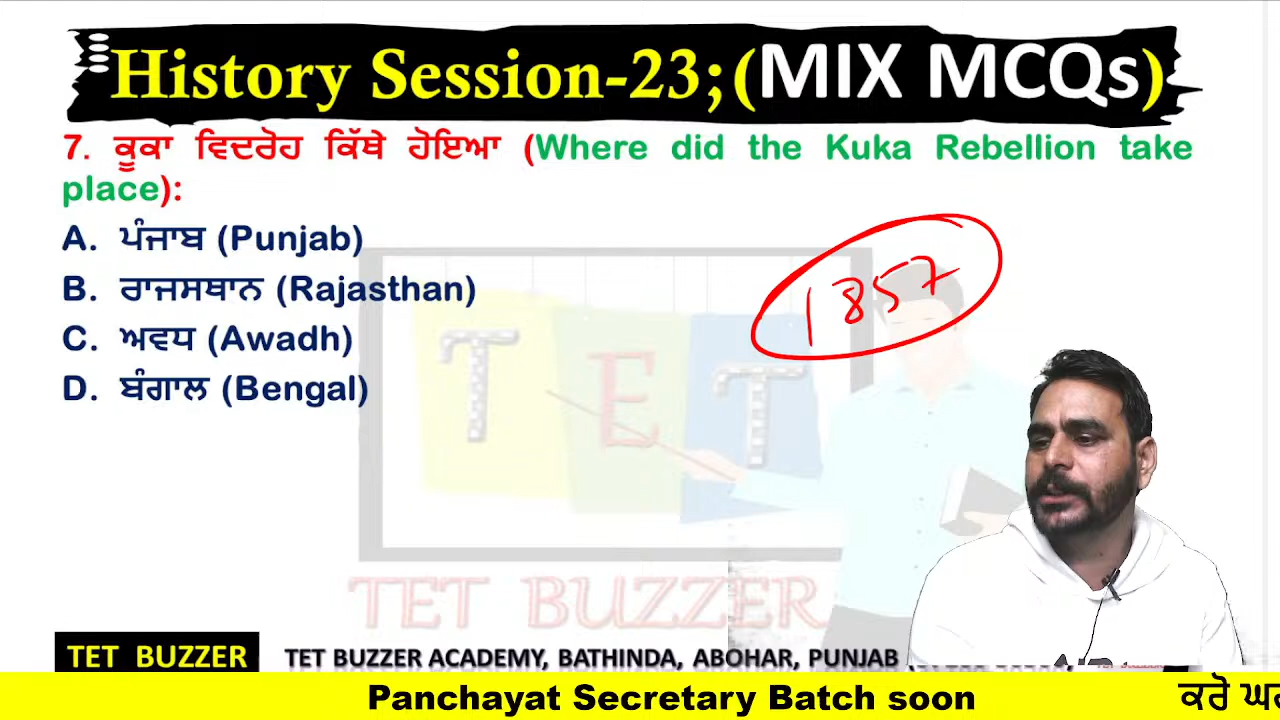 History Session-23;(MIX MCQs)
7. ਕੂਕਾ ਵਿਦਰੋਹ ਕਿੱਥੇ ਹੋਇਆ (Where did the Kuka Rebellion take
place):
A. ਪੰਜਾਬ (Punjab)
B. ਰਾਜਸਥਾਨ (Rajasthan)
C. ਅਵਧ (Awadh)
D. ਬੰਗਾਲ (Bengal)
1857
T E T
TET BUZZER
TET BUZZER TET BUZZER ACADEMY, BATHINDA, ABOHAR, PUNJAB
Panchayat Secretary Batch soon ਕਰੋ ਘਰ